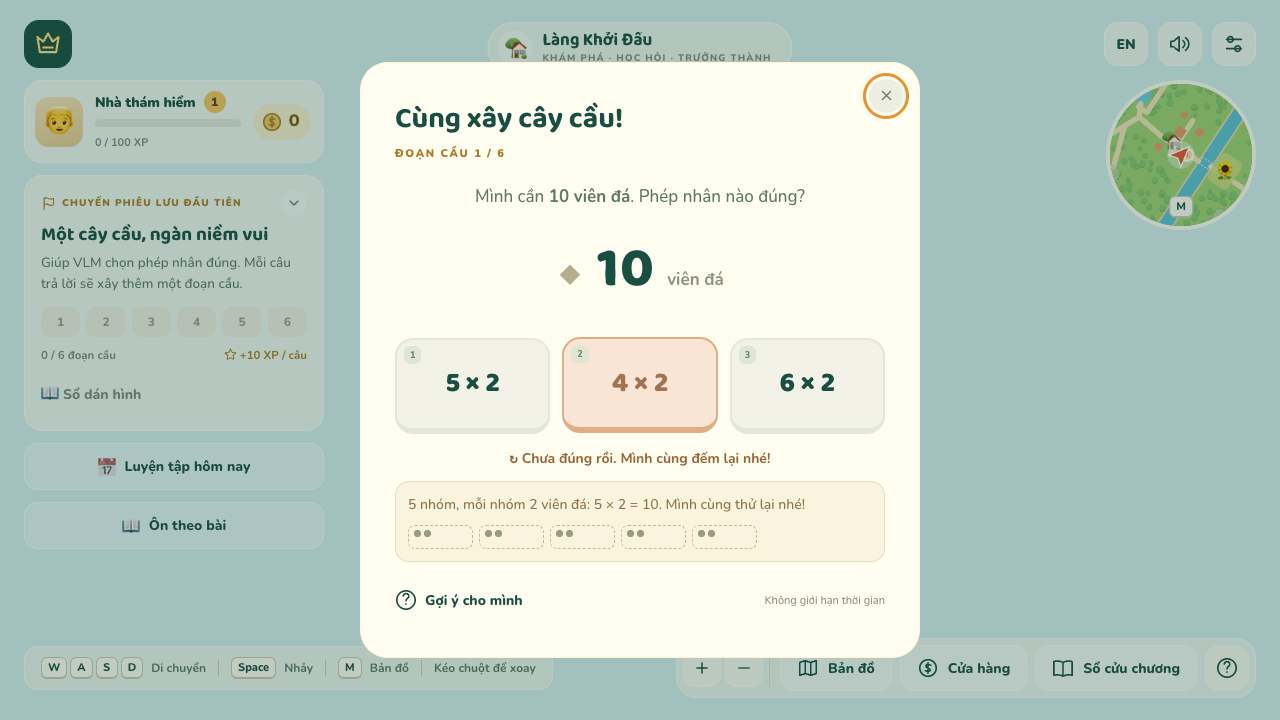 Làng Khởi Đầu
KHÁM PHÁ · HỌC HỎI · TRƯỞNG THÀNH
EN
Nhà thám hiểm 1
0 / 100 XP
$ 0
CHUYẾN PHIÊU LƯU ĐẦU TIÊN
Một cây cầu, ngàn niềm vui
Giúp VLM chọn phép nhân đúng. Mỗi câu
trả lời sẽ xây thêm một đoạn cầu.
1 2 3 4 5 6
0 / 6 đoạn cầu
+10 XP / câu
Sổ dán hình
Luyện tập hôm nay
Ôn theo bài
Cùng xây cây cầu!
ĐOẠN CẦU 1 / 6
Mình cần 10 viên đá. Phép nhân nào đúng?
10 viên đá
1
5 × 2
2
4 × 2
3
6 × 2
↻ Chưa đúng rồi. Mình cùng đếm lại nhé!
5 nhóm, mỗi nhóm 2 viên đá: 5 × 2 = 10. Mình cùng thử lại nhé!
? Gợi ý cho mình
Không giới hạn thời gian
M
W A S D Di chuyển
Space Nhảy
M Bản đồ
Kéo chuột để xoay
+ −
Bản đồ
$ Cửa hàng
Sổ cửu chương
?